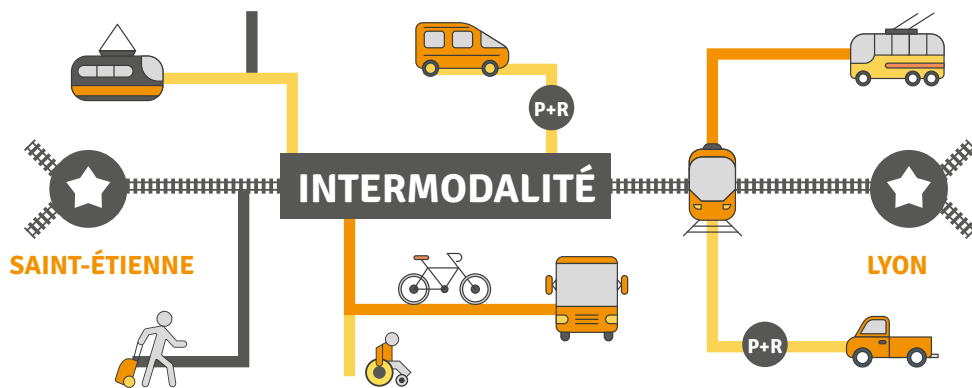 P+R
INTERMODALITÉ
SAINT-ÉTIENNE
LYON
P+R